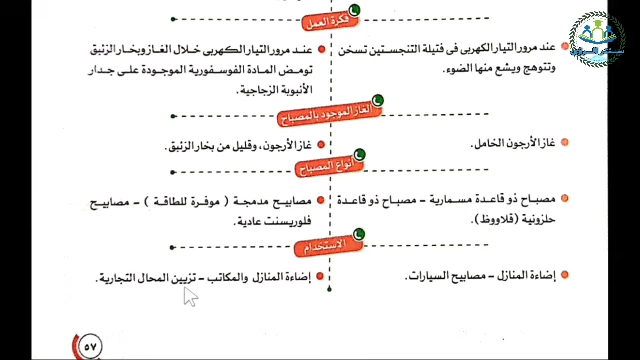 فكرة العمل
عند مرور التيار الكهربى فى فتيلة التنجستين تسخن
وتتوهج ويشع منها الضوء.
عند مرور التيار الكهربى خلال الغاز وبخار الزئبق
تومض المادة الفوسفورية الموجودة على جدار
الأنبوبة الزجاجية.
الغاز الموجود بالمصباح
غاز الأرجون الخامل.
غاز الأرجون، وقليل من بخار الزئبق.
أنواع المصباح
مصباح ذو قاعدة مسمارية - مصباح ذو قاعدة
حلزونية (قلاووظ).
مصابيح مدمجة ( موفرة للطاقة ) - مصابيح
فلوريسنت عادية.
الاستخدام
إضاءة المنازل - مصابيح السيارات.
إضاءة المنازل والمكاتب - تزيين المحال التجارية.
٥٧